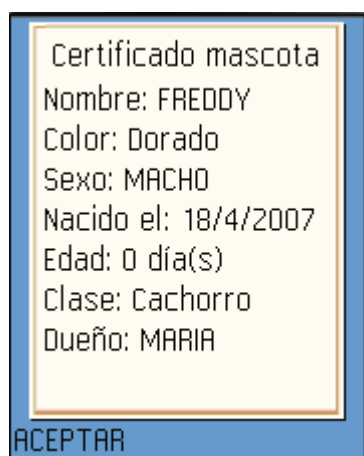 Certificado mascota
Nombre: FREDDY
Color: Dorado
Sexo: MACHO
Nacido el: 18/4/2007
Edad: 0 día(s)
Clase: Cachorro
Dueño: MARIA
ACEPTAR